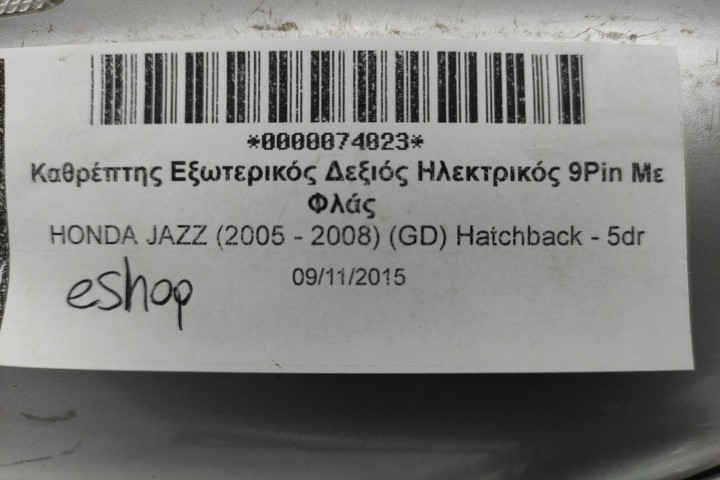 *0000074023*
Καθρέπτης Εξωτερικός Δεξιός Ηλεκτρικός 9Pin Με
Φλάς
HONDA JAZZ (2005 - 2008) (GD) Hatchback - 5dr
09/11/2015
eshop